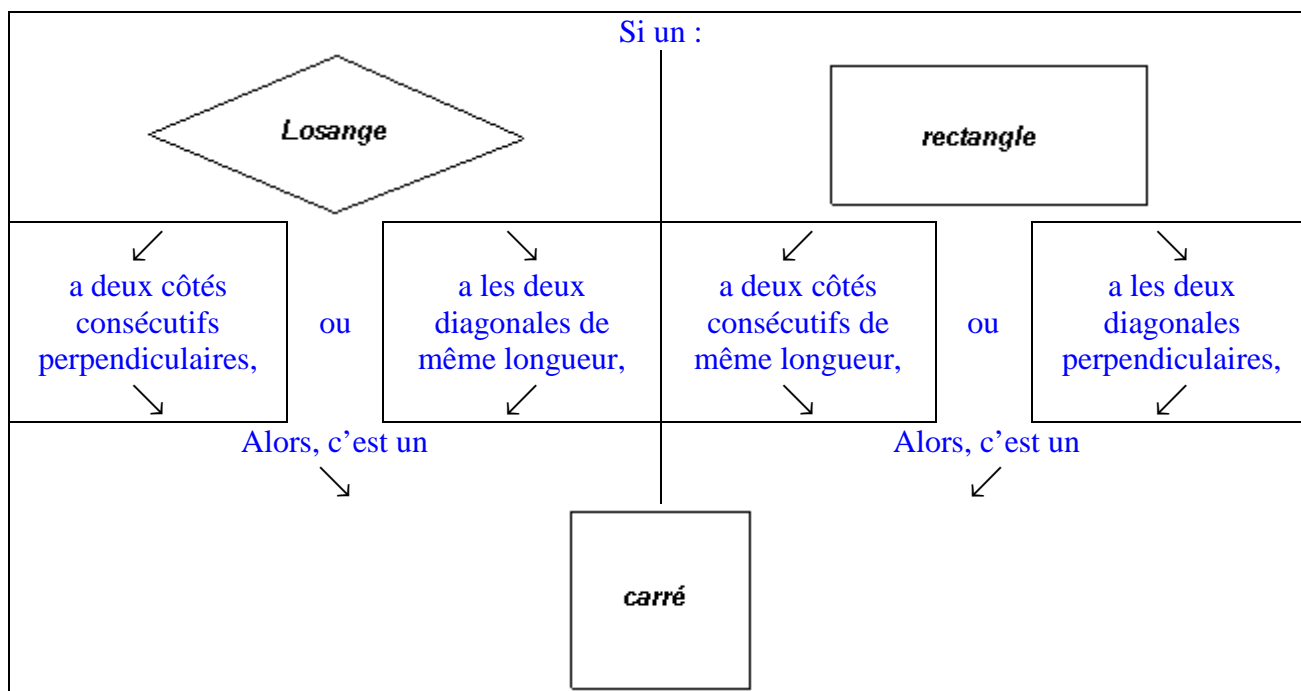 Si un :
Losange
rectangle
a deux côtés
consécutifs
perpendiculaires,
ou
a les deux
diagonales de
même longueur,
a deux côtés
consécutifs de
même longueur,
ou
a les deux
diagonales
perpendiculaires,
Alors, c’est un
Alors, c’est un
carré